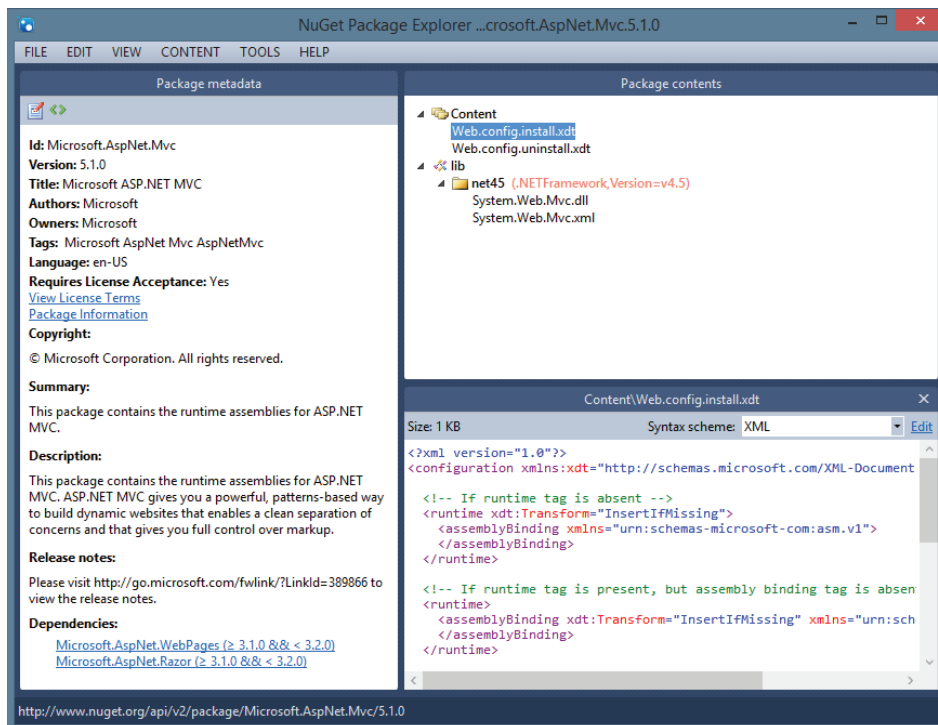 NuGet Package Explorer ...crosoft.AspNet.Mvc.5.1.0
FILE EDIT VIEW CONTENT TOOLS HELP
Package metadata
Id: Microsoft.AspNet.Mvc
Version: 5.1.0
Title: Microsoft ASP.NET MVC
Authors: Microsoft
Owners: Microsoft
Tags: Microsoft AspNet Mvc AspNetMvc
Language: en-US
Requires License Acceptance: Yes
View License Terms
Package Information
Copyright:
© Microsoft Corporation. All rights reserved.
Summary:
This package contains the runtime assemblies for ASP.NET
MVC.
Description:
This package contains the runtime assemblies for ASP.NET
MVC. ASP.NET MVC gives you a powerful, patterns-based way
to build dynamic websites that enables a clean separation of
concerns and that gives you full control over markup.
Release notes:
Please visit http://go.microsoft.com/fwlink/?LinkId=389866 to
view the release notes.
Dependencies:
Microsoft.AspNet.WebPages (≥ 3.1.0 && < 3.2.0)
Microsoft.AspNet.Razor (≥ 3.1.0 && < 3.2.0)
Package contents
Content
Web.config.install.xdt
Web.config.uninstall.xdt
lib
net45 (.NETFramework,Version=v4.5)
System.Web.Mvc.dll
System.Web.Mvc.xml
Content\Web.config.install.xdt
Size: 1 KB Syntax scheme: XML Edit
<?xml version="1.0"?>
<configuration xmlns:xdt="http://schemas.microsoft.com/XML-Document
<!-- If runtime tag is absent -->
<runtime xdt:Transform="InsertIfMissing">
<assemblyBinding xmlns="urn:schemas-microsoft-com:asm.v1">
</assemblyBinding>
</runtime>
<!-- If runtime tag is present, but assembly binding tag is absen
<runtime>
<assemblyBinding xdt:Transform="InsertIfMissing" xmlns="urn:sch
</assemblyBinding>
</runtime>
http://www.nuget.org/api/v2/package/Microsoft.AspNet.Mvc/5.1.0